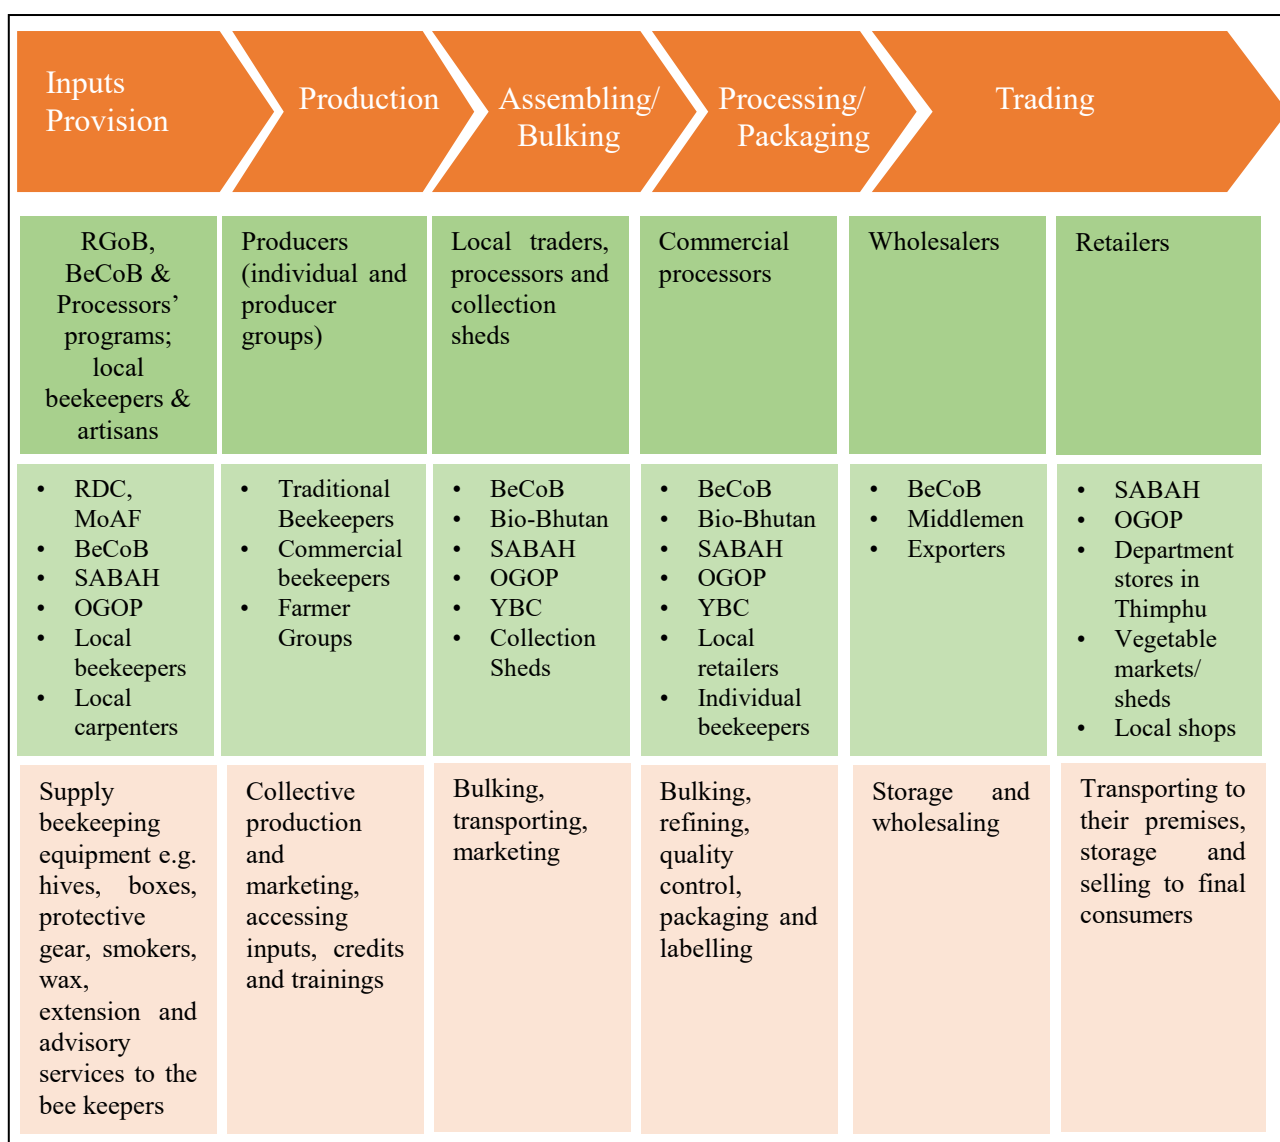 Inputs
Provision
Production
Assembling/
Bulking
Processing/
Packaging
Trading
RGoB,
BeCoB &
Processors’
programs;
local
beekeepers &
artisans
Producers
(individual and
producer
groups)
Local traders,
processors and
collection
sheds
Commercial
processors
Wholesalers
Retailers
• RDC,
MoAF
• BeCoB
• SABAH
• OGOP
• Local
beekeepers
• Local
carpenters
• Traditional
Beekeepers
• Commercial
beekeepers
• Farmer
Groups
• BeCoB
• Bio-Bhutan
• SABAH
• OGOP
• YBC
• Collection
Sheds
• BeCoB
• Bio-Bhutan
• SABAH
• OGOP
• YBC
• Local
retailers
• Individual
beekeepers
• BeCoB
• Middlemen
• Exporters
• SABAH
• OGOP
• Department
stores in
Thimphu
• Vegetable
markets/
sheds
• Local shops
Supply
beekeeping
equipment e.g.
hives, boxes,
protective
gear, smokers,
wax,
extension and
advisory
services to the
bee keepers
Collective
production
and
marketing,
accessing
inputs, credits
and trainings
Bulking,
transporting,
marketing
Bulking,
refining,
quality
control,
packaging and
labelling
Storage and
wholesaling
Transporting to
their premises,
storage and
selling to final
consumers